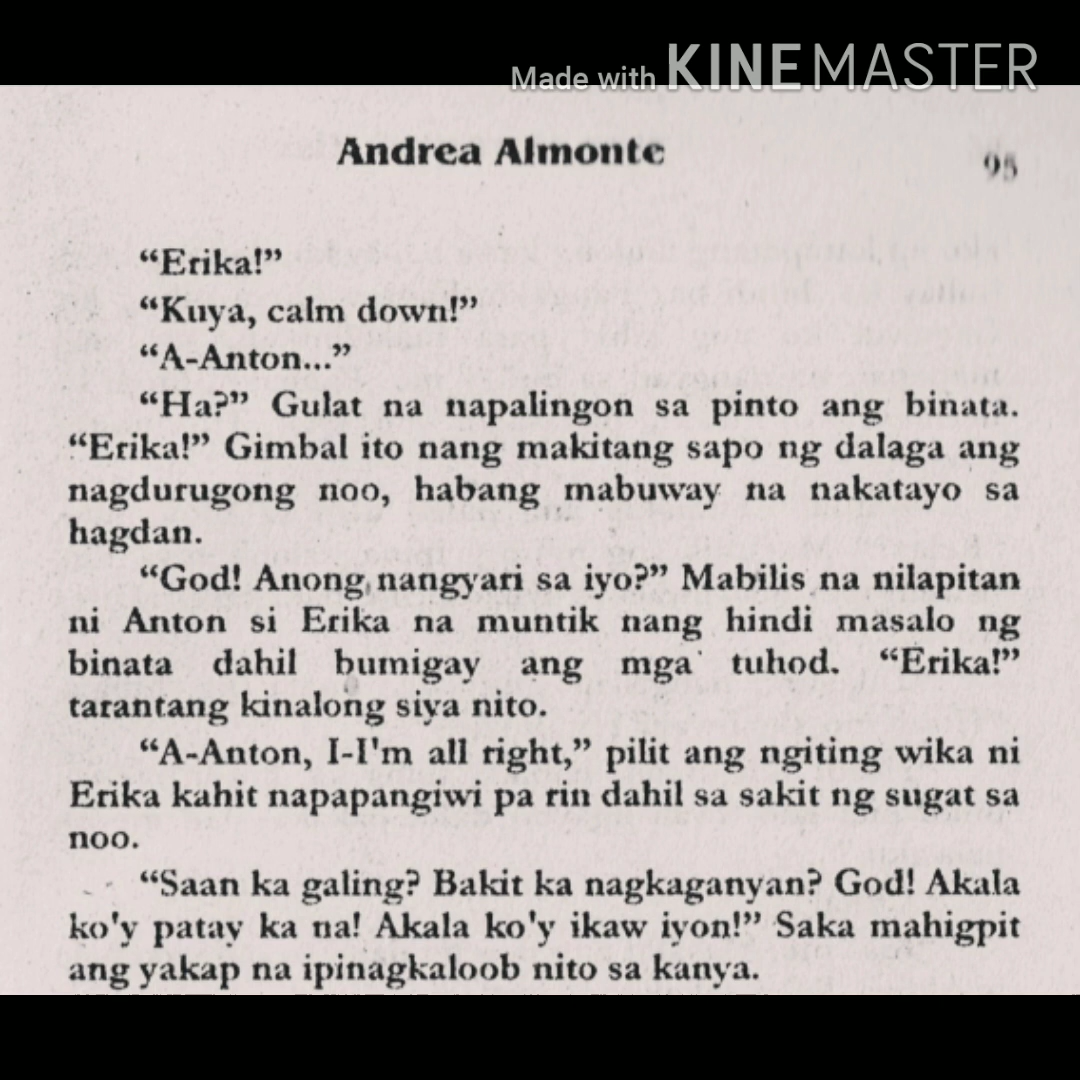 Made with KINEMASTER
Andrea Almonte
95
“Erika!”
“Kuya, calm down!”
“A-Anton...”
“Ha?” Gulat na napalingon sa pinto ang binata.
“Erika!” Gimbal ito nang makitang sapo ng dalaga ang
nagdurugong noo, habang mabuway na nakatayo sa
hagdan.
“God! Anong nangyari sa iyo?” Mabilis na nilapitan
ni Anton si Erika na muntik nang hindi masalo ng
binata dahil bumigay ang mga tuhod. “Erika!”
tarantang kinalong siya nito.
“A-Anton, I-I'm all right,” pilit ang ngiting wika ni
Erika kahit napapangiwi pa rin dahil sa sakit ng sugat sa
noo.
“Saan ka galing? Bakit ka nagkaganyan? God! Akala
ko'y patay ka na! Akala ko'y ikaw iyon!” Saka mahigpit
ang yakap na ipinagkaloob nito sa kanya.